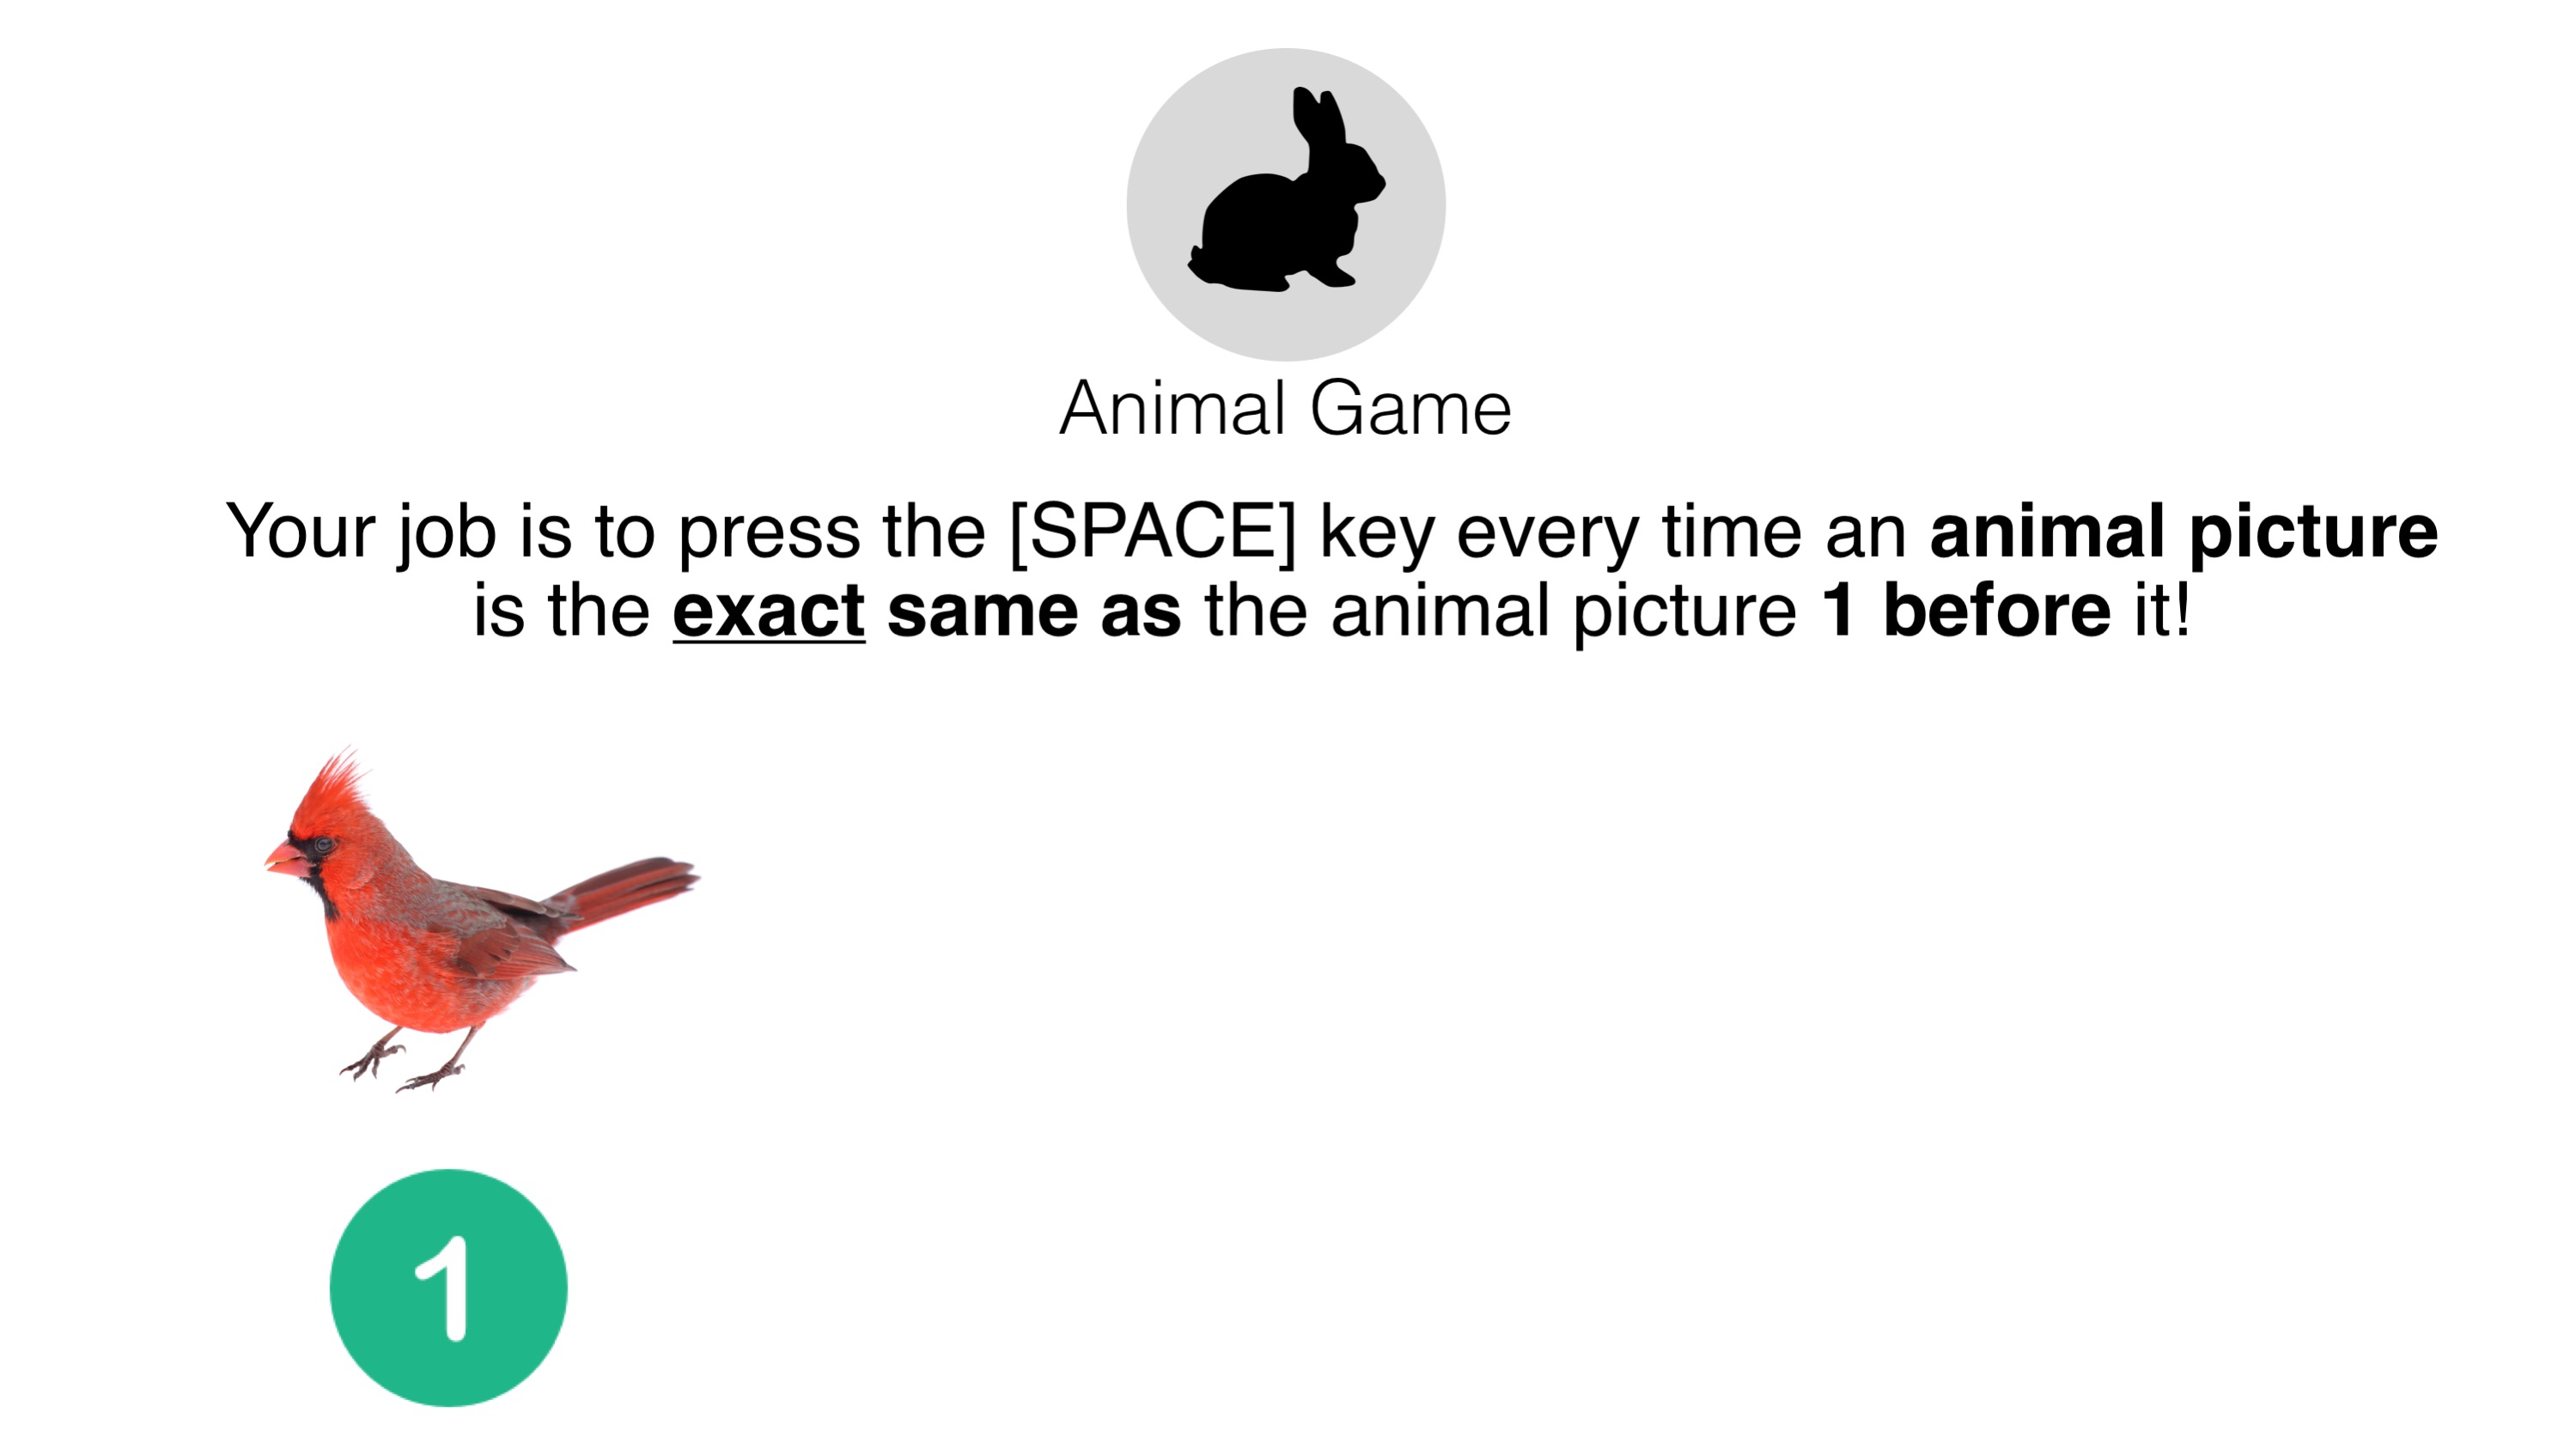 Animal Game
Your job is to press the [SPACE] key every time an animal picture
is the exact same as the animal picture 1 before it!
1